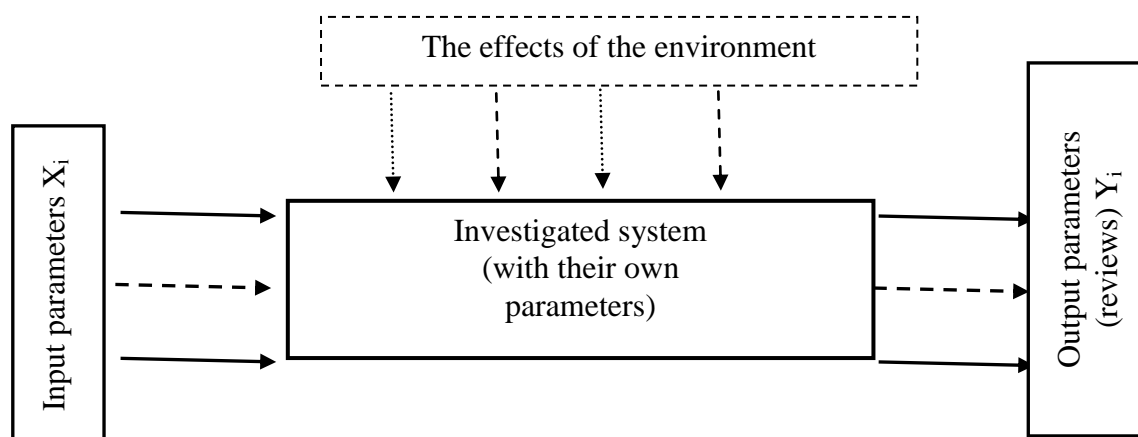 The effects of the environment
Input parameters Xi
Investigated system
(with their own
parameters)
Output parameters
(reviews) Yi